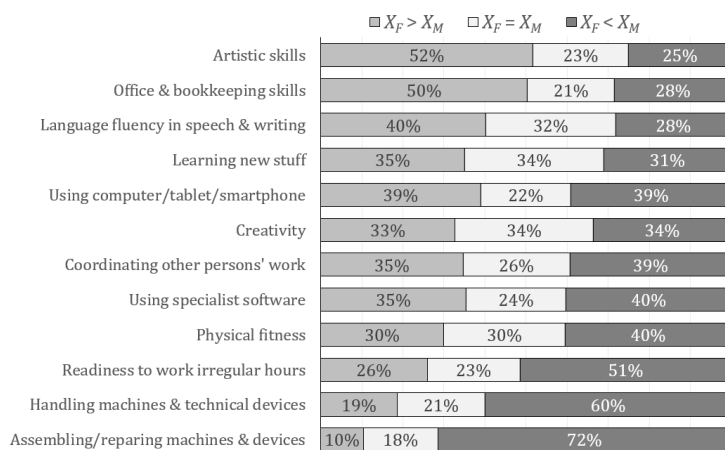 X_F > X_M X_F = X_M X_F < X_M
Artistic skills 52% 23% 25%
Office & bookkeeping skills 50% 21% 28%
Language fluency in speech & writing 40% 32% 28%
Learning new stuff 35% 34% 31%
Using computer/tablet/smartphone 39% 22% 39%
Creativity 33% 34% 34%
Coordinating other persons' work 35% 26% 39%
Using specialist software 35% 24% 40%
Physical fitness 30% 30% 40%
Readiness to work irregular hours 26% 23% 51%
Handling machines & technical devices 19% 21% 60%
Assembling/reparing machines & devices 10% 18% 72%